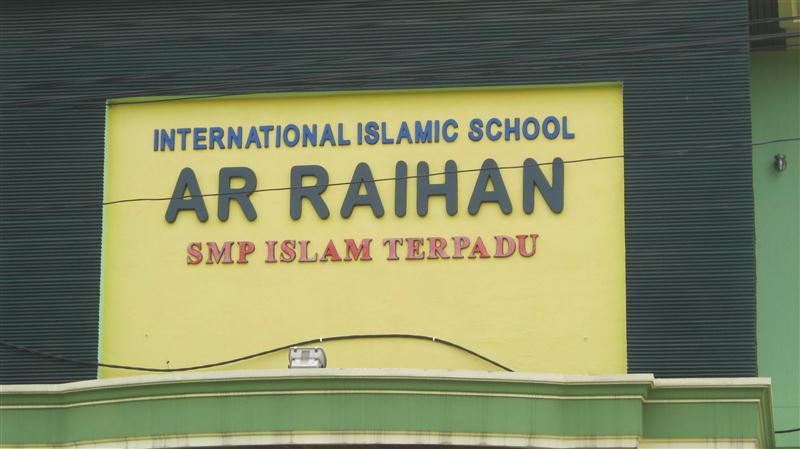 INTERNATIONAL ISLAMIC SCHOOL
AR RAIHAN
SMP ISLAM TERPADU